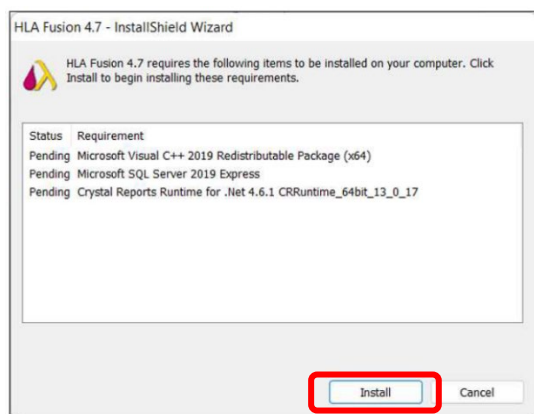 HLA Fusion 4.7 - InstallShield Wizard
HLA Fusion 4.7 requires the following items to be installed on your computer. Click
Install to begin installing these requirements.
Status Requirement
Pending Microsoft Visual C++ 2019 Redistributable Package (x64)
Pending Microsoft SQL Server 2019 Express
Pending Crystal Reports Runtime for .Net 4.6.1 CRRuntime_64bit_13_0_17
Install Cancel